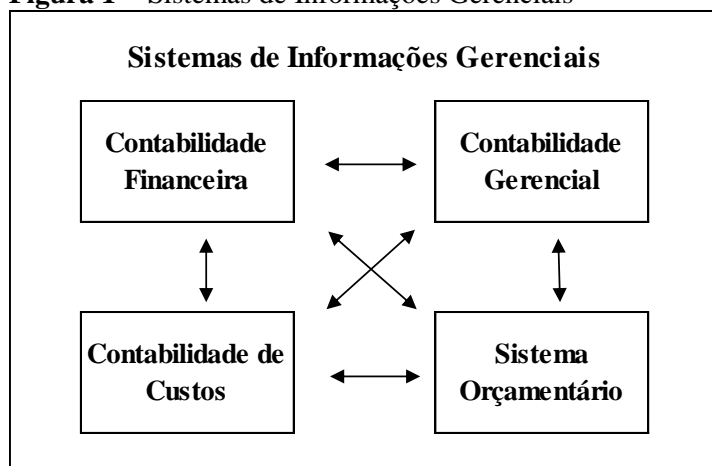 Figura 1 – Sistemas de Informações Gerenciais
Sistemas de Informações Gerenciais
Contabilidade
Financeira
Contabilidade
Gerencial
Contabilidade de
Custos
Sistema
Orçamentário